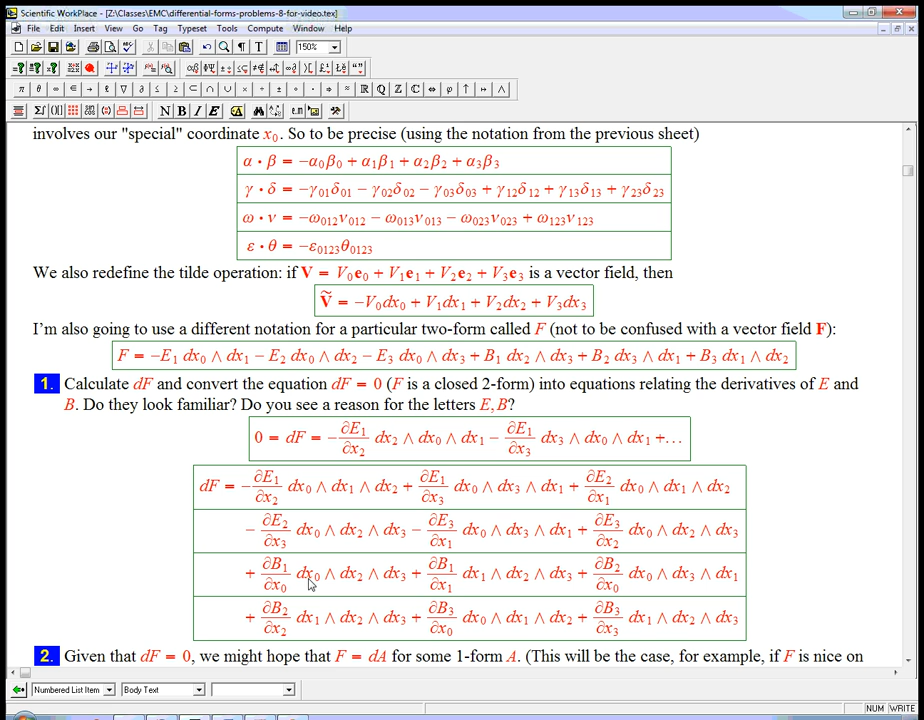 Scientific WorkPlace - [Z:\Classes\EMC\differential-forms-problems-8-for-video.tex]
File Edit Insert View Go Tag Typeset Tools Compute Window Help
150%
N B I E
involves our "special" coordinate x₀. So to be precise (using the notation from the previous sheet)
α · β = −α₀β₀ + α₁β₁ + α₂β₂ + α₃β₃
γ · δ = −γ₀₁δ₀₁ − γ₀₂δ₀₂ − γ₀₃δ₀₃ + γ₁₂δ₁₂ + γ₁₃δ₁₃ + γ₂₃δ₂₃
ω · ν = −ω₀₁₂ν₀₁₂ − ω₀₁₃ν₀₁₃ − ω₀₂₃ν₀₂₃ + ω₁₂₃ν₁₂₃
ε · θ = −ε₀₁₂₃θ₀₁₂₃
We also redefine the tilde operation: if V = V₀e₀ + V₁e₁ + V₂e₂ + V₃e₃ is a vector field, then
Ṽ = −V₀dx₀ + V₁dx₁ + V₂dx₂ + V₃dx₃
I'm also going to use a different notation for a particular two-form called F (not to be confused with a vector field F):
F = −E₁ dx₀ ∧ dx₁ − E₂ dx₀ ∧ dx₂ − E₃ dx₀ ∧ dx₃ + B₁ dx₂ ∧ dx₃ + B₂ dx₃ ∧ dx₁ + B₃ dx₁ ∧ dx₂
1. Calculate dF and convert the equation dF = 0 (F is a closed 2-form) into equations relating the derivatives of E and
B. Do they look familiar? Do you see a reason for the letters E, B?
0 = dF = −∂E₁/∂x₂ dx₂ ∧ dx₀ ∧ dx₁ − ∂E₁/∂x₃ dx₃ ∧ dx₀ ∧ dx₁ +…
dF = −∂E₁/∂x₂ dx₀ ∧ dx₁ ∧ dx₂ + ∂E₁/∂x₃ dx₀ ∧ dx₃ ∧ dx₁ + ∂E₂/∂x₁ dx₀ ∧ dx₁ ∧ dx₂
− ∂E₂/∂x₃ dx₀ ∧ dx₂ ∧ dx₃ − ∂E₃/∂x₁ dx₀ ∧ dx₃ ∧ dx₁ + ∂E₃/∂x₂ dx₀ ∧ dx₂ ∧ dx₃
+ ∂B₁/∂x₀ dx₀ ∧ dx₂ ∧ dx₃ + ∂B₁/∂x₁ dx₁ ∧ dx₂ ∧ dx₃ + ∂B₂/∂x₀ dx₀ ∧ dx₃ ∧ dx₁
+ ∂B₂/∂x₂ dx₁ ∧ dx₂ ∧ dx₃ + ∂B₃/∂x₀ dx₀ ∧ dx₁ ∧ dx₂ + ∂B₃/∂x₃ dx₁ ∧ dx₂ ∧ dx₃
2. Given that dF = 0, we might hope that F = dA for some 1-form A. (This will be the case, for example, if F is nice on
Numbered List Item Body Text
NUM WRITE